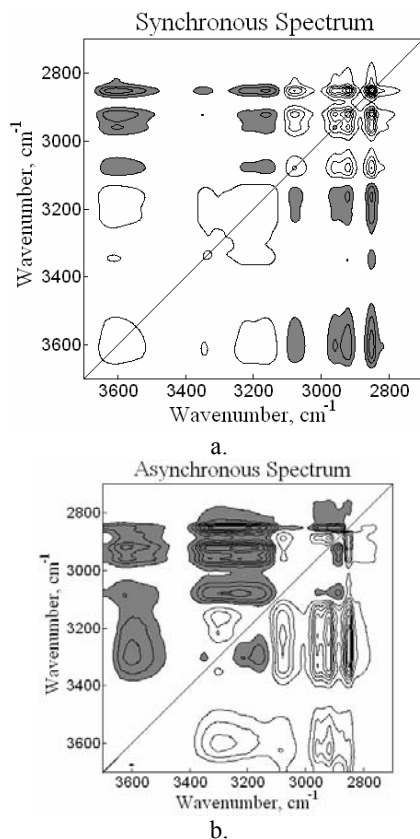 Synchronous Spectrum
2800
3000
3200
3400
3600
Wavenumber, cm-1
3600 3400 3200 3000 2800
Wavenumber, cm-1
a.
Asynchronous Spectrum
2800
3000
3200
3400
3600
Wavenumber, cm-1
3600 3400 3200 3000 2800
Wavenumber, cm-1
b.